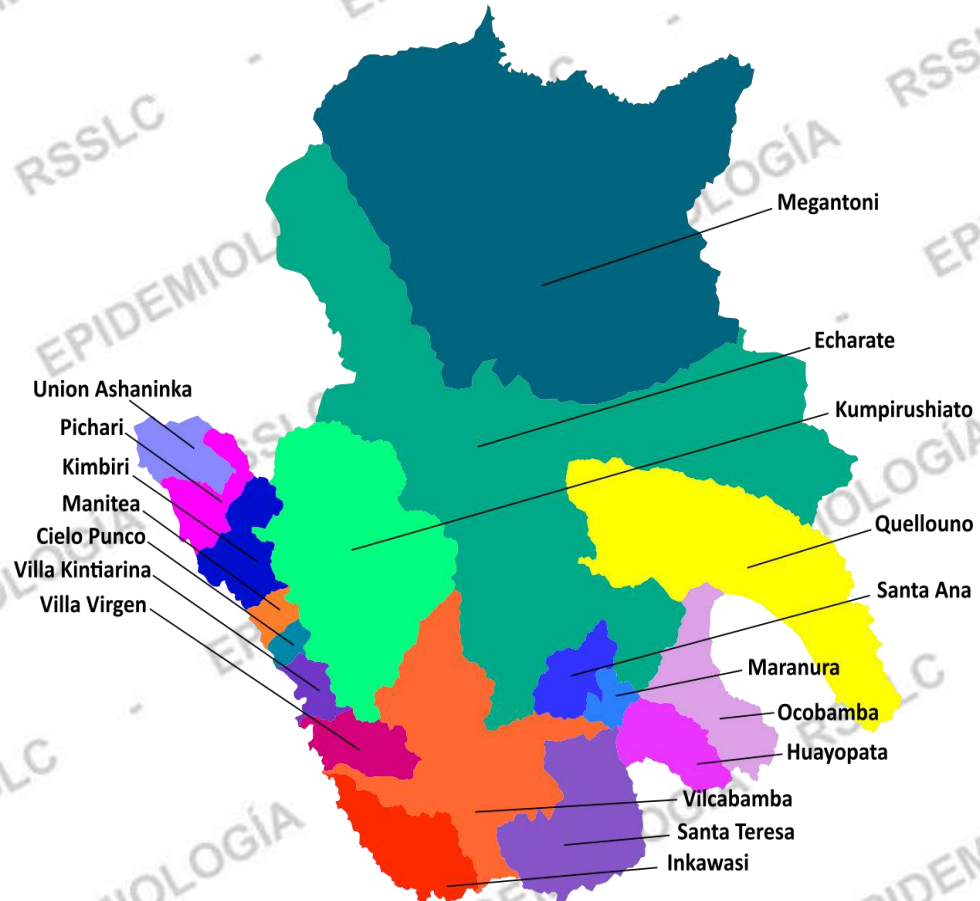 RSSLC - EPIDEMIOLOGÍA - RSSLC
Megantoni
Echarate
Kumpirushiato
Quellouno
Santa Ana
Maranura
Ocobamba
Huayopata
Vilcabamba
Santa Teresa
Inkawasi
Union Ashaninka
Pichari
Kimbiri
Manitea
Cielo Punco
Villa Kintiarina
Villa Virgen